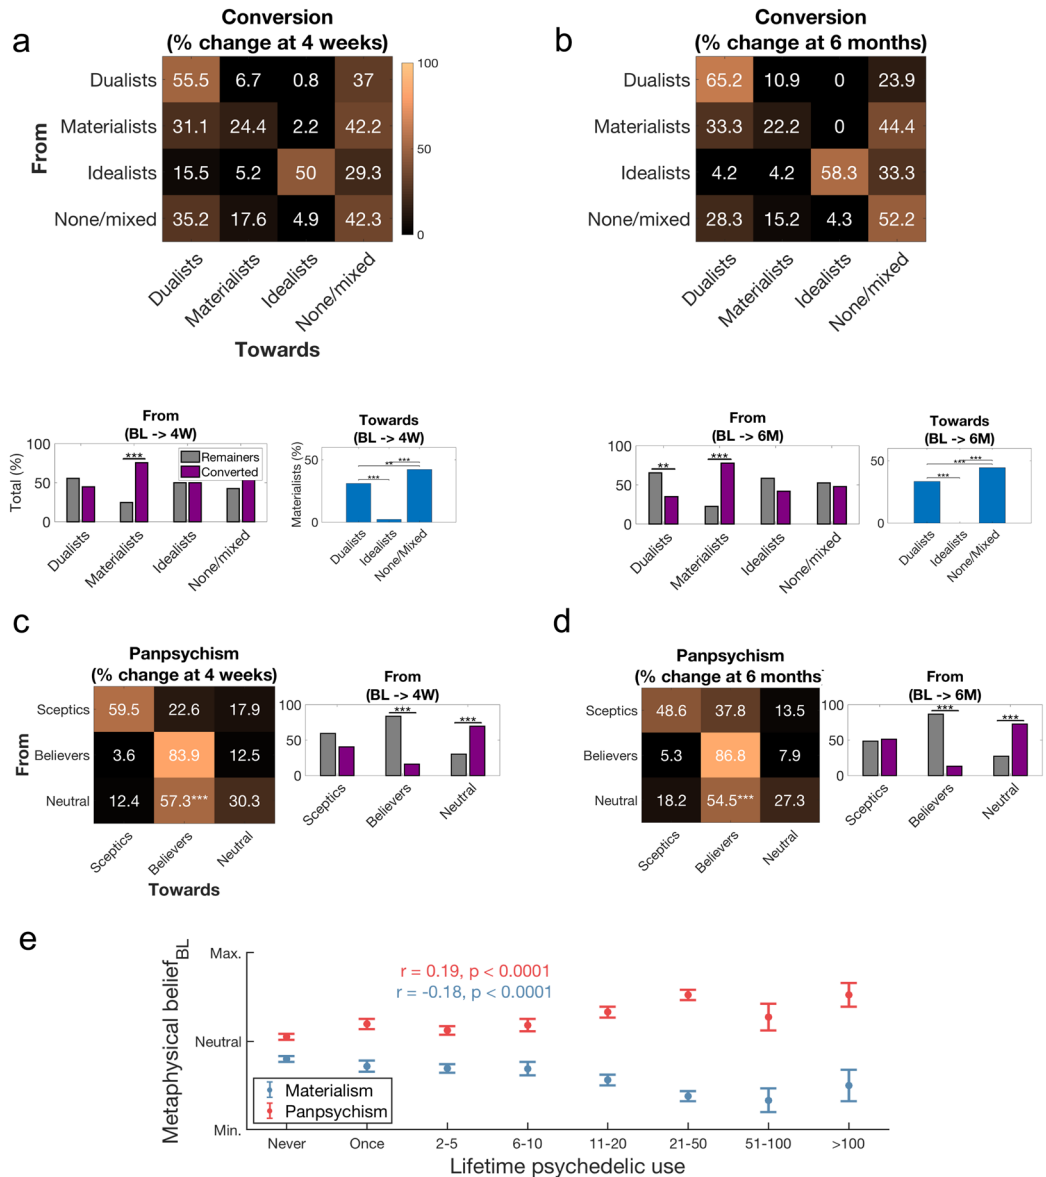 a
Conversion
(% change at 4 weeks)
From
Dualists 55.5 6.7 0.8 37
Materialists 31.1 24.4 2.2 42.2
Idealists 15.5 5.2 50 29.3
None/mixed 35.2 17.6 4.9 42.3
100
50
0
Dualists Materialists Idealists None/mixed
Towards
b
Conversion
(% change at 6 months)
Dualists 65.2 10.9 0 23.9
Materialists 33.3 22.2 0 44.4
Idealists 4.2 4.2 58.3 33.3
None/mixed 28.3 15.2 4.3 52.2
Dualists Materialists Idealists None/mixed
From
(BL -> 4W)
Total (%)
100
50
0
***
Remainers
Converted
Dualists Materialists Idealists None/mixed
Towards
(BL -> 4W)
Materialists (%)
50
0
***
**
***
Dualists Idealists None/Mixed
From
(BL -> 6M)
100
50
0
** ***
Dualists Materialists Idealists None/mixed
Towards
(BL -> 6M)
50
0
***
***
***
Dualists Idealists None/Mixed
c
Panpsychism
(% change at 4 weeks)
From
Sceptics 59.5 22.6 17.9
Believers 3.6 83.9 12.5
Neutral 12.4 57.3*** 30.3
Sceptics Believers Neutral
Towards
From
(BL -> 4W)
100
50
0
*** ***
Sceptics Believers Neutral
d
Panpsychism
(% change at 6 months
Sceptics 48.6 37.8 13.5
Believers 5.3 86.8 7.9
Neutral 18.2 54.5*** 27.3
Sceptics Believers Neutral
From
(BL -> 6M)
100
50
0
*** ***
Sceptics Believers Neutral
e
Metaphysical belief BL
Max.
Neutral
Min.
r = 0.19, p < 0.0001
r = -0.18, p < 0.0001
Materialism
Panpsychism
Never Once 2-5 6-10 11-20 21-50 51-100 >100
Lifetime psychedelic use